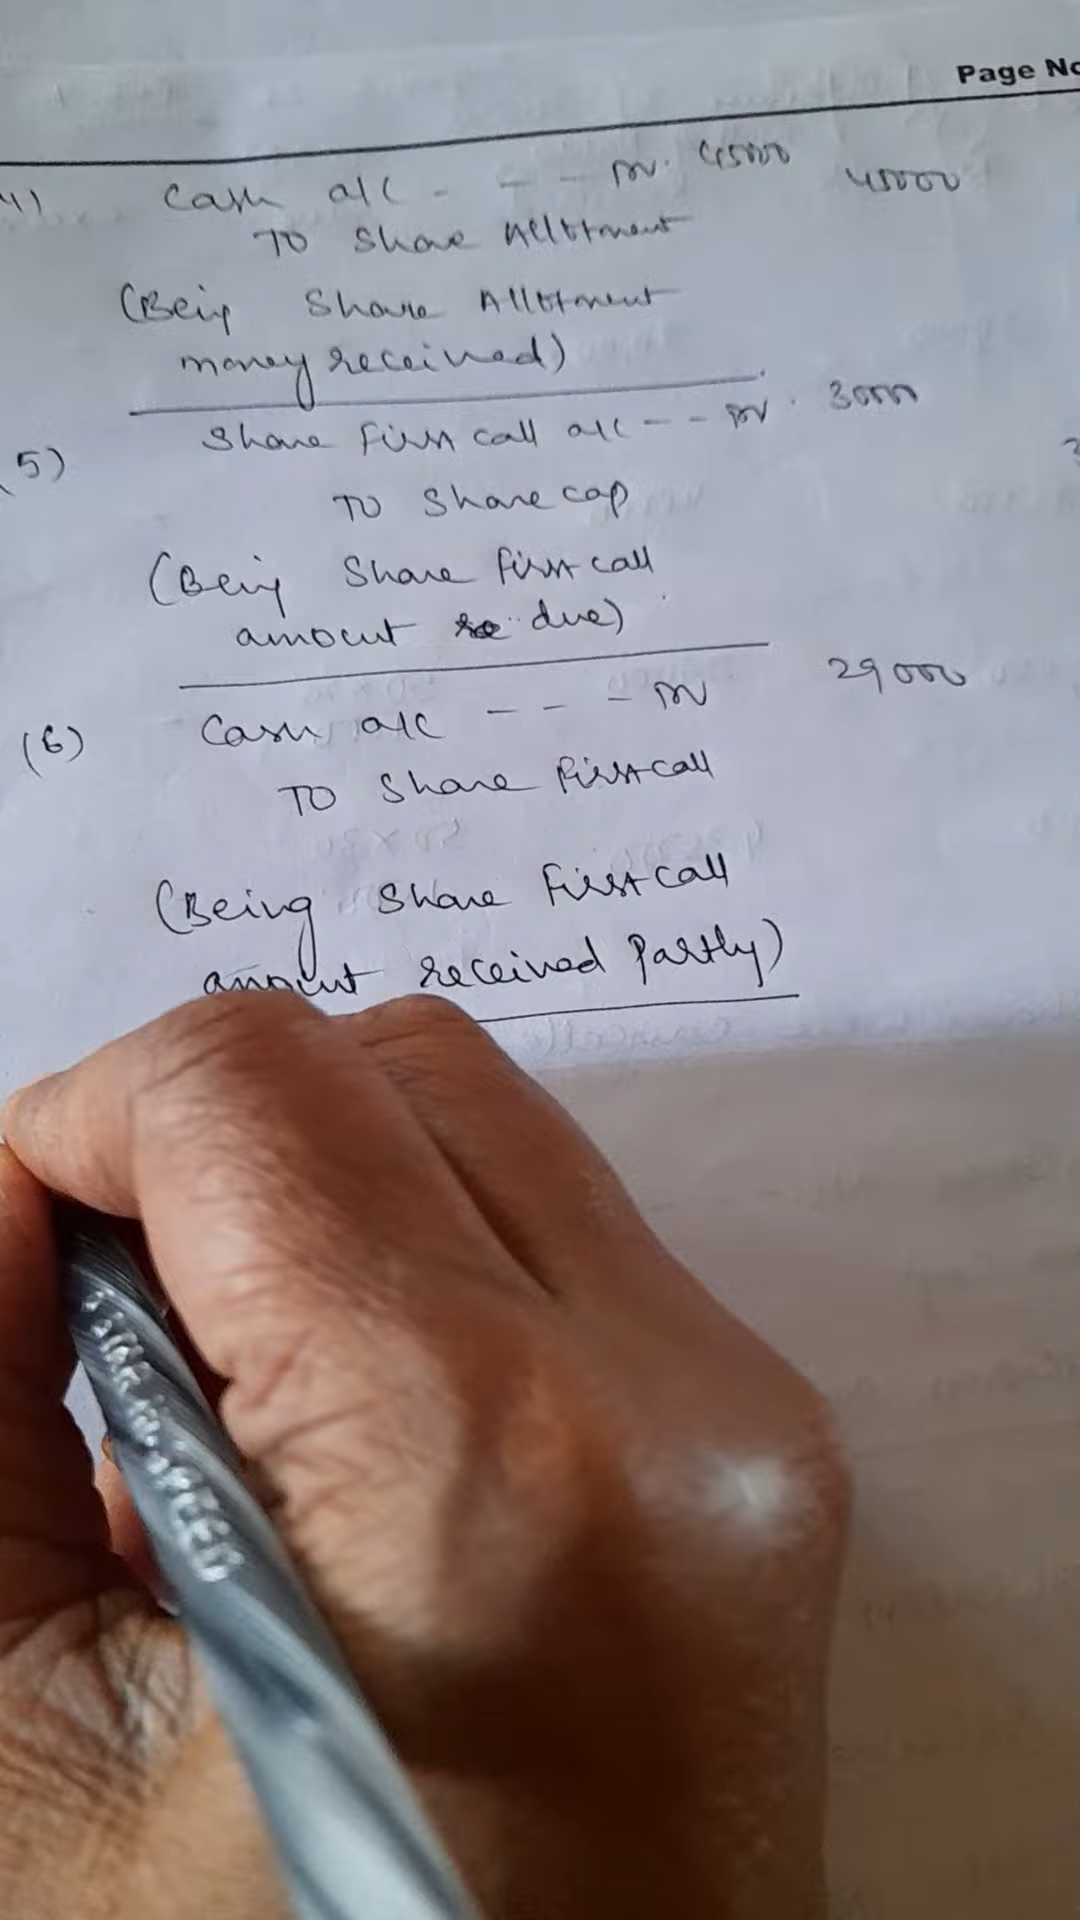 Page No
4) Cash a/c - - - Dr. 45000
To Share Allotment 45000
(Being Share Allotment
money received)
(5) Share First call a/c - - Dr. 30000
To Share cap
(Being Share first call
amount due)
(6) Cash a/c - - - Dr 29000
To Share First call
(Being Share First call
amount received Partly)